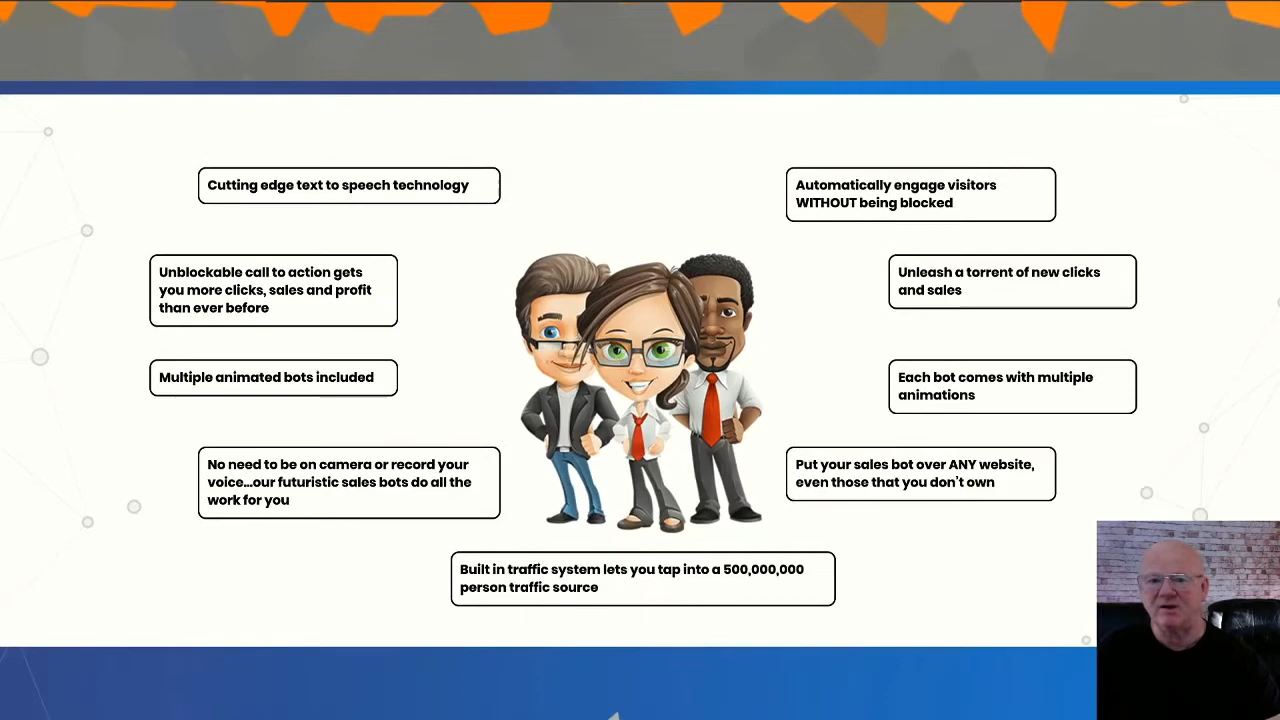 Cutting edge text to speech technology
Automatically engage visitors
WITHOUT being blocked
Unblockable call to action gets
you more clicks, sales and profit
than ever before
Unleash a torrent of new clicks
and sales
Multiple animated bots included
Each bot comes with multiple
animations
No need to be on camera or record your
voice...our futuristic sales bots do all the
work for you
Put your sales bot over ANY website,
even those that you don't own
Built in traffic system lets you tap into a 500,000,000
person traffic source